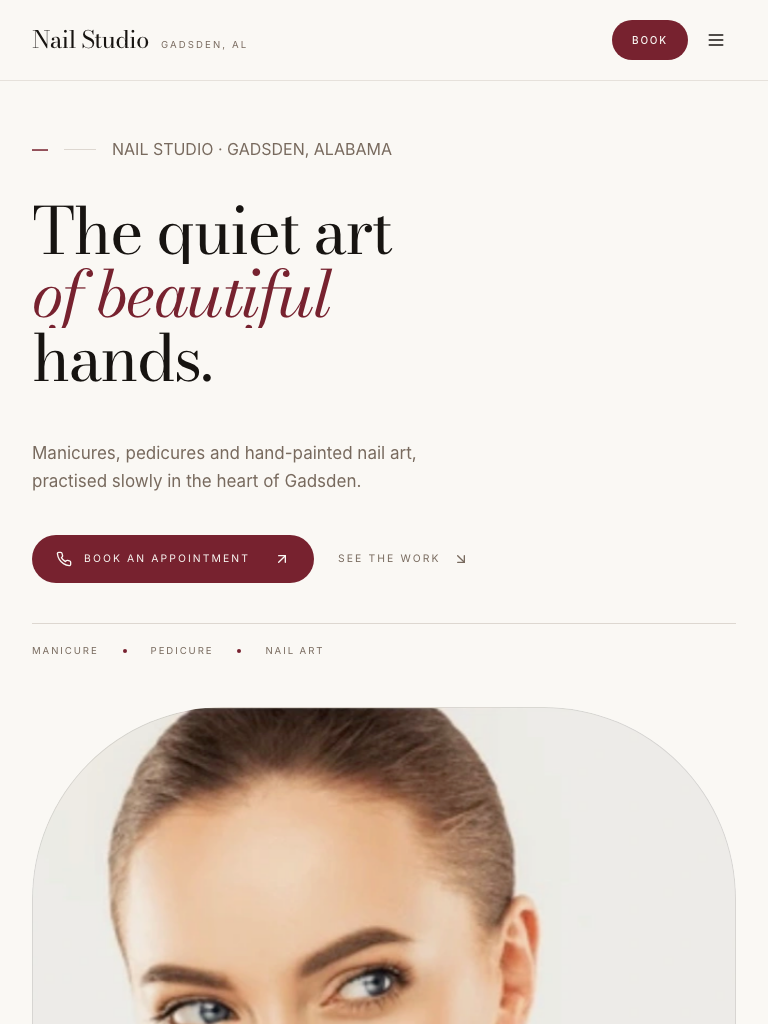 Nail Studio GADSDEN, AL
BOOK
NAIL STUDIO · GADSDEN, ALABAMA
The quiet art
of beautiful
hands.
Manicures, pedicures and hand-painted nail art,
practised slowly in the heart of Gadsden.
BOOK AN APPOINTMENT
SEE THE WORK
MANICURE • PEDICURE • NAIL ART